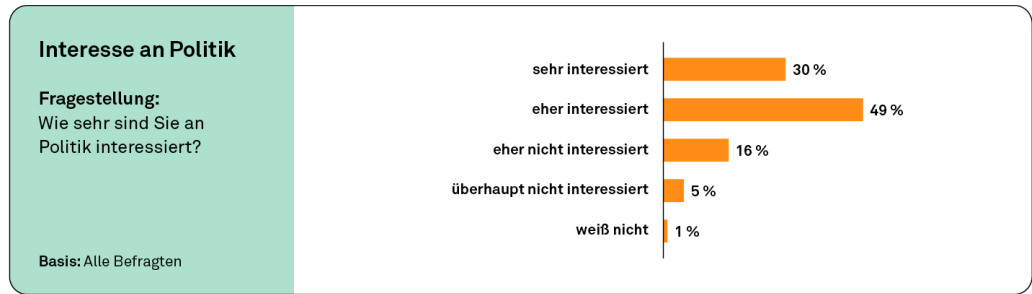 Interesse an Politik
Fragestellung:
Wie sehr sind Sie an
Politik interessiert?
Basis: Alle Befragten
sehr interessiert 30 %
eher interessiert 49 %
eher nicht interessiert 16 %
überhaupt nicht interessiert 5 %
weiß nicht 1 %